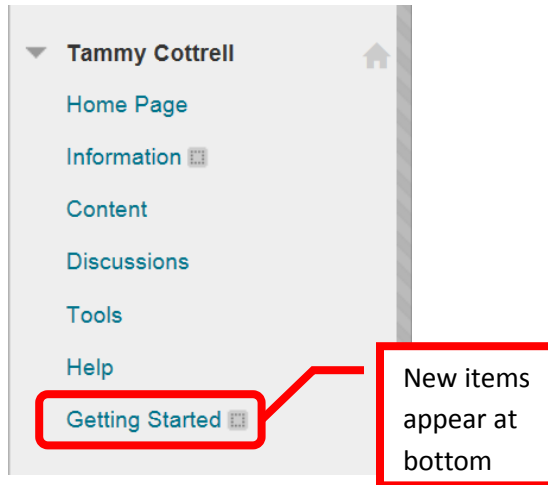 Tammy Cottrell
Home Page
Information
Content
Discussions
Tools
Help
Getting Started
New items
appear at
bottom